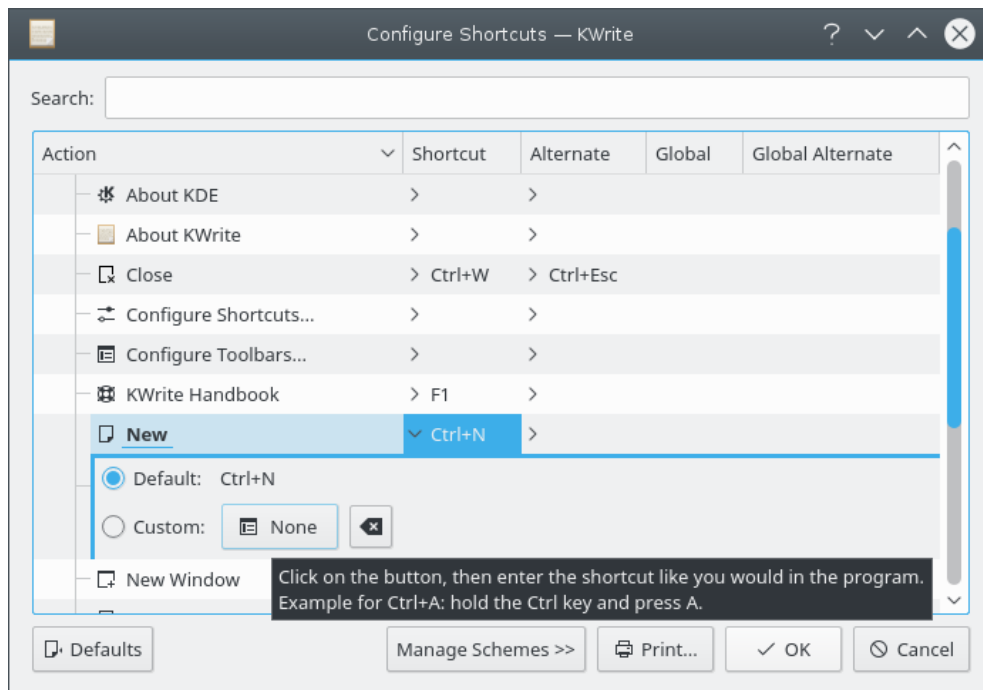 Configure Shortcuts — KWrite
Search:
Action Shortcut Alternate Global Global Alternate
About KDE
About KWrite
Close Ctrl+W Ctrl+Esc
Configure Shortcuts...
Configure Toolbars...
KWrite Handbook F1
New Ctrl+N
Default: Ctrl+N
Custom: None
New Window
Click on the button, then enter the shortcut like you would in the program.
Example for Ctrl+A: hold the Ctrl key and press A.
Defaults Manage Schemes >> Print... OK Cancel